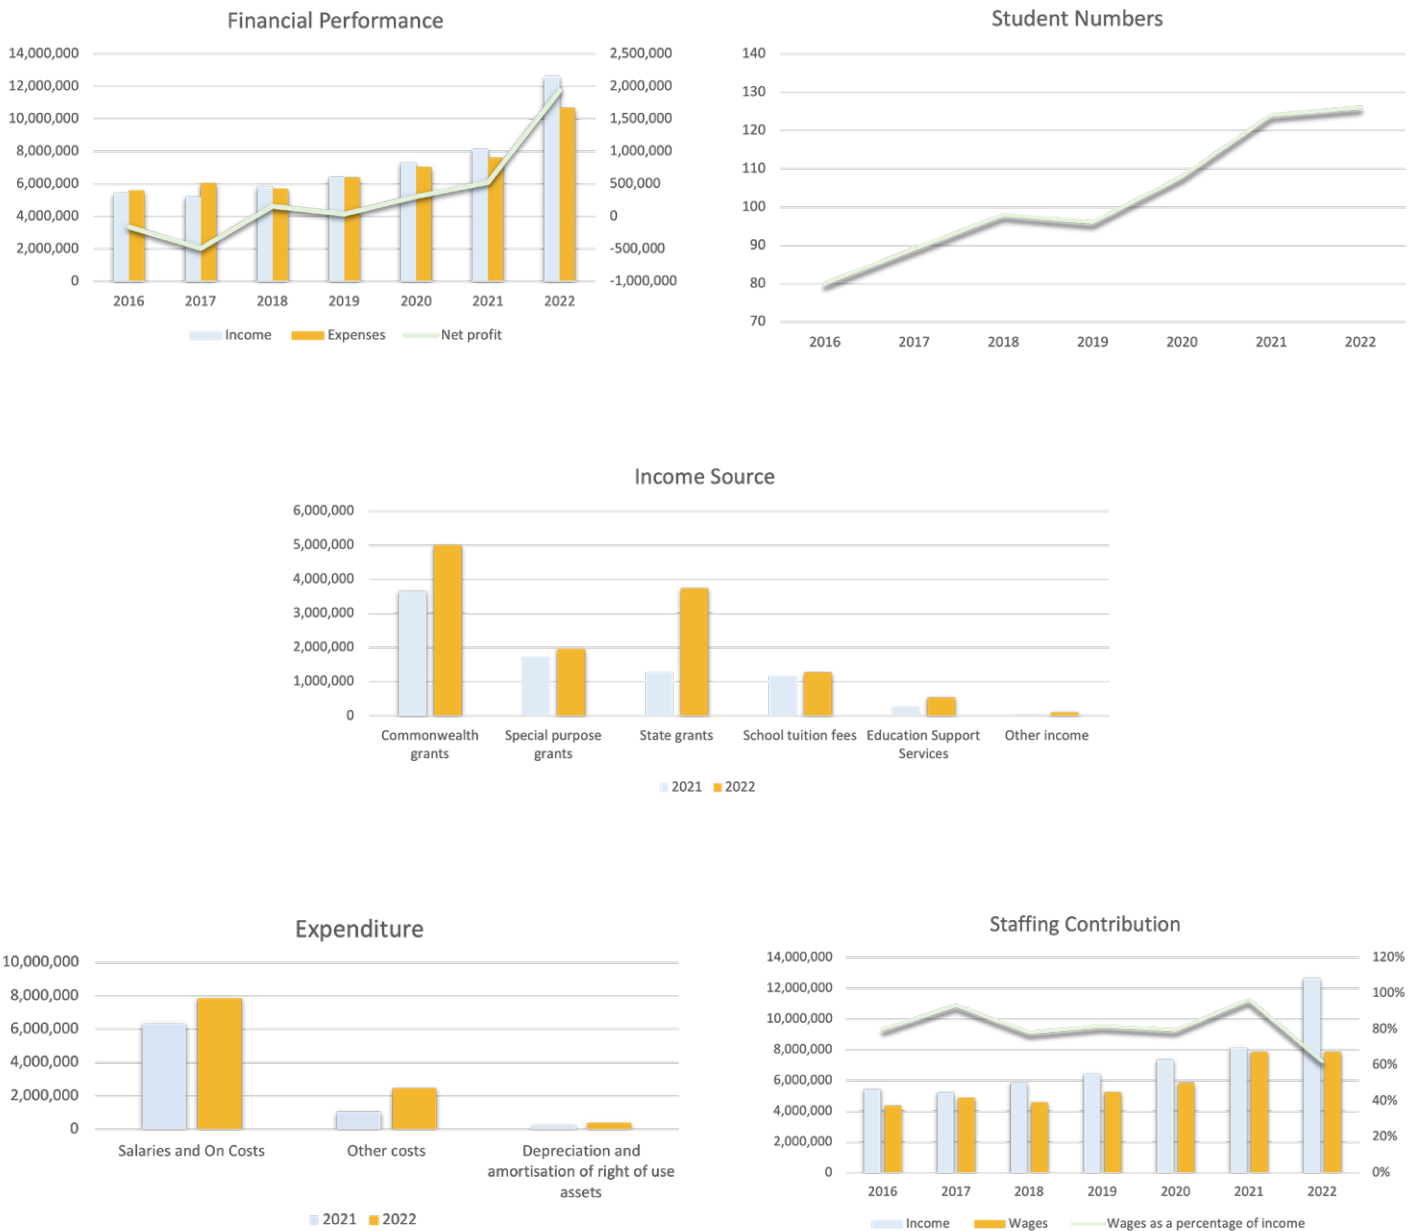 Financial Performance
14,000,000
12,000,000
10,000,000
8,000,000
6,000,000
4,000,000
2,000,000
0
2,500,000
2,000,000
1,500,000
1,000,000
500,000
0
-500,000
-1,000,000
2016 2017 2018 2019 2020 2021 2022
Income Expenses Net profit
Student Numbers
140
130
120
110
100
90
80
70
2016 2017 2018 2019 2020 2021 2022
Income Source
6,000,000
5,000,000
4,000,000
3,000,000
2,000,000
1,000,000
0
Commonwealth
grants
Special purpose
grants
State grants
School tuition fees
Education Support
Services
Other income
2021 2022
Expenditure
10,000,000
8,000,000
6,000,000
4,000,000
2,000,000
0
Salaries and On Costs
Other costs
Depreciation and
amortisation of right of use
assets
2021 2022
Staffing Contribution
14,000,000
12,000,000
10,000,000
8,000,000
6,000,000
4,000,000
2,000,000
0
120%
100%
80%
60%
40%
20%
0%
2016 2017 2018 2019 2020 2021 2022
Income Wages Wages as a percentage of income